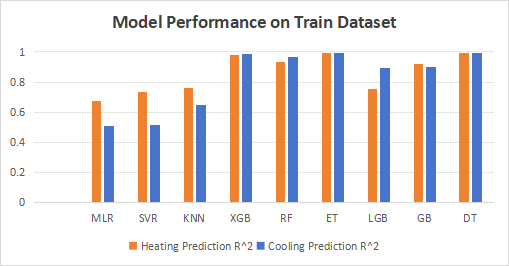 Model Performance on Train Dataset
1
0.8
0.6
0.4
0.2
0
MLR SVR KNN XGB RF ET LGB GB DT
Heating Prediction R^2 Cooling Prediction R^2